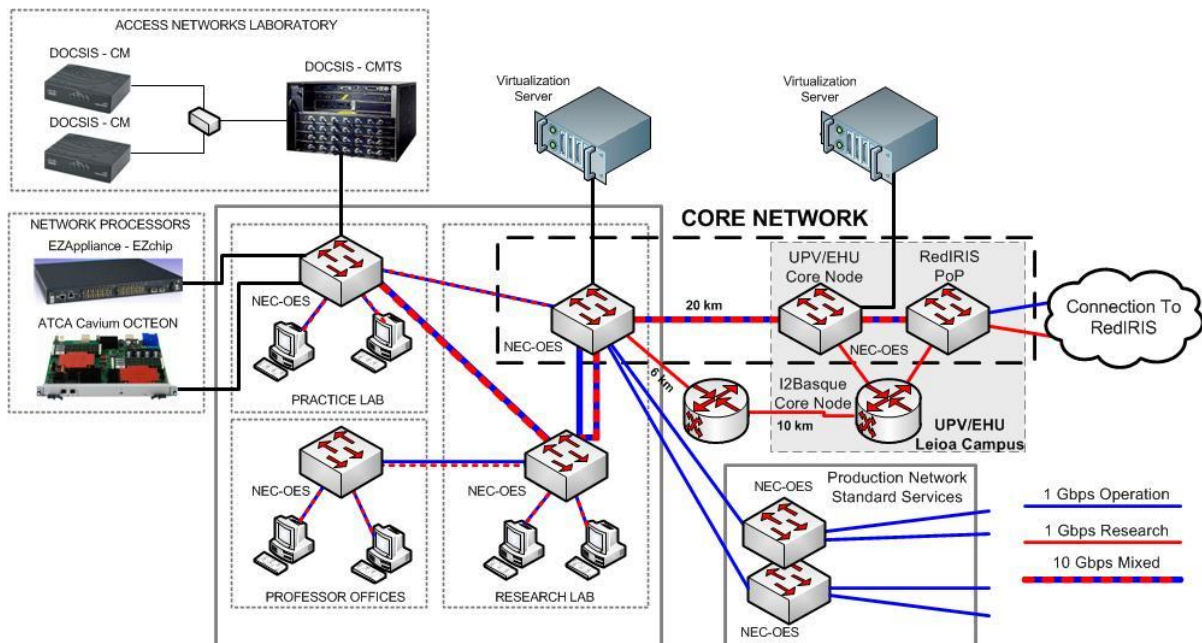 ACCESS NETWORKS LABORATORY
DOCSIS - CM
DOCSIS - CMTS
DOCSIS - CM
Virtualization
Server
Virtualization
Server
NETWORK PROCESSORS
EZAppliance - EZchip
ATCA Cavium OCTEON
CORE NETWORK
UPV/EHU
Core Node
RedIRIS
PoP
NEC-OES
PRACTICE LAB
NEC-OES
20 km
NEC-OES
Connection To
RedIRIS
6 km
I2Basque
Core Node
10 km
UPV/EHU
Leioa Campus
NEC-OES
PROFESSOR OFFICES
NEC-OES
RESEARCH LAB
Production Network
Standard Services
NEC-OES
NEC-OES
1 Gbps Operation
1 Gbps Research
10 Gbps Mixed